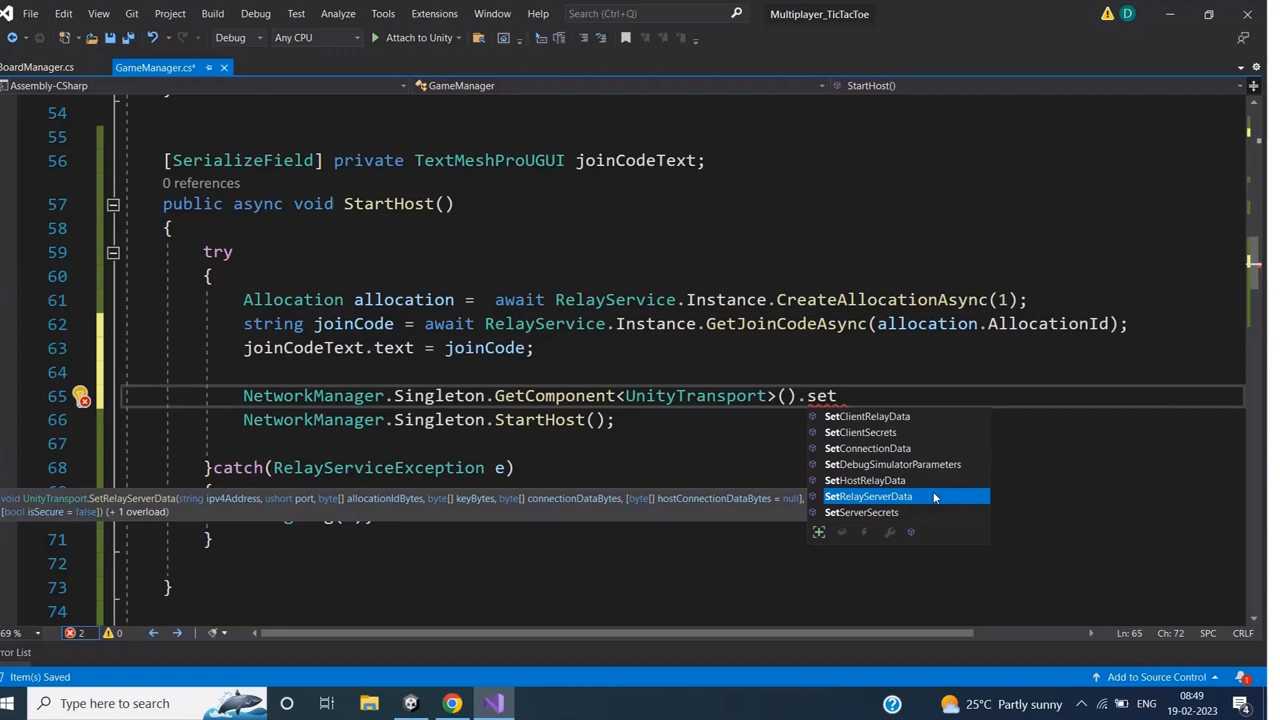 File Edit View Git Project Build Debug Test Analyze Tools Extensions Window Help Search (Ctrl+Q) Multiplayer_TicTacToe D
Debug Any CPU Attach to Unity
BoardManager.cs GameManager.cs*
Assembly-CSharp GameManager StartHost()
54
55
56 [SerializeField] private TextMeshProUGUI joinCodeText;
0 references
57 public async void StartHost()
58 {
59 try
60 {
61 Allocation allocation = await RelayService.Instance.CreateAllocationAsync(1);
62 string joinCode = await RelayService.Instance.GetJoinCodeAsync(allocation.AllocationId);
63 joinCodeText.text = joinCode;
64
65 NetworkManager.Singleton.GetComponent<UnityTransport>().set
SetClientRelayData
66 NetworkManager.Singleton.StartHost();
SetClientSecrets
67
SetConnectionData
68 }catch(RelayServiceException e)
SetDebugSimulatorParameters
SetHostRelayData
void UnityTransport.SetRelayServerData(string ipv4Address, ushort port, byte[] allocationIdBytes, byte[] keyBytes, byte[] connectionDataBytes, [byte[] hostConnectionDataBytes = null],
SetRelayServerData
[bool isSecure = false]) (+ 1 overload)
SetServerSecrets
71 }
72
73 }
74
69 % 2 0 Ln: 65 Ch: 72 SPC CRLF
Error List
Item(s) Saved Add to Source Control 1
Type here to search 25°C Partly sunny ENG 08:49
19-02-2023 4